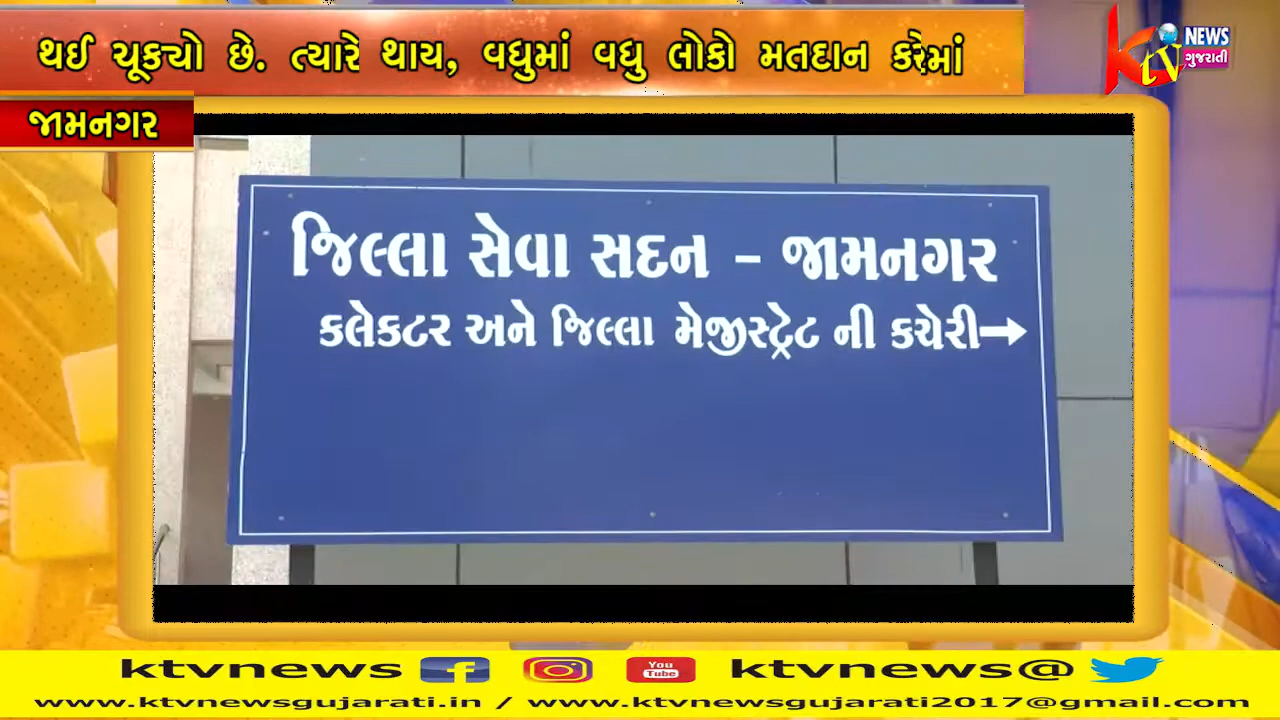 થઈ ચૂક્યો છે. ત્યારે થાય, વધુમાં વધુ લોકો મતદાન કરેમાં
Ktv NEWS ગુજરાતી
જામનગર
જિલ્લા સેવા સદન - જામનગર
કલેકટર અને જિલ્લા મેજીસ્ટ્રેટ ની કચેરી→
ktvnews f You Tube ktvnews@
www.ktvnewsgujarati.in / www.ktvnewsgujarati2017@gmail.com